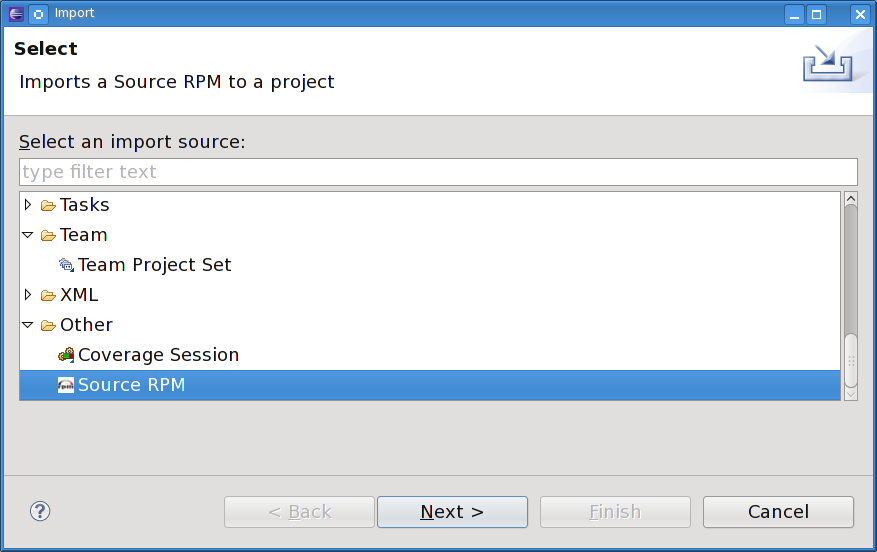 Import
Select
Imports a Source RPM to a project
Select an import source:
type filter text
Tasks
Team
Team Project Set
XML
Other
Coverage Session
rpm Source RPM
? < Back Next > Finish Cancel